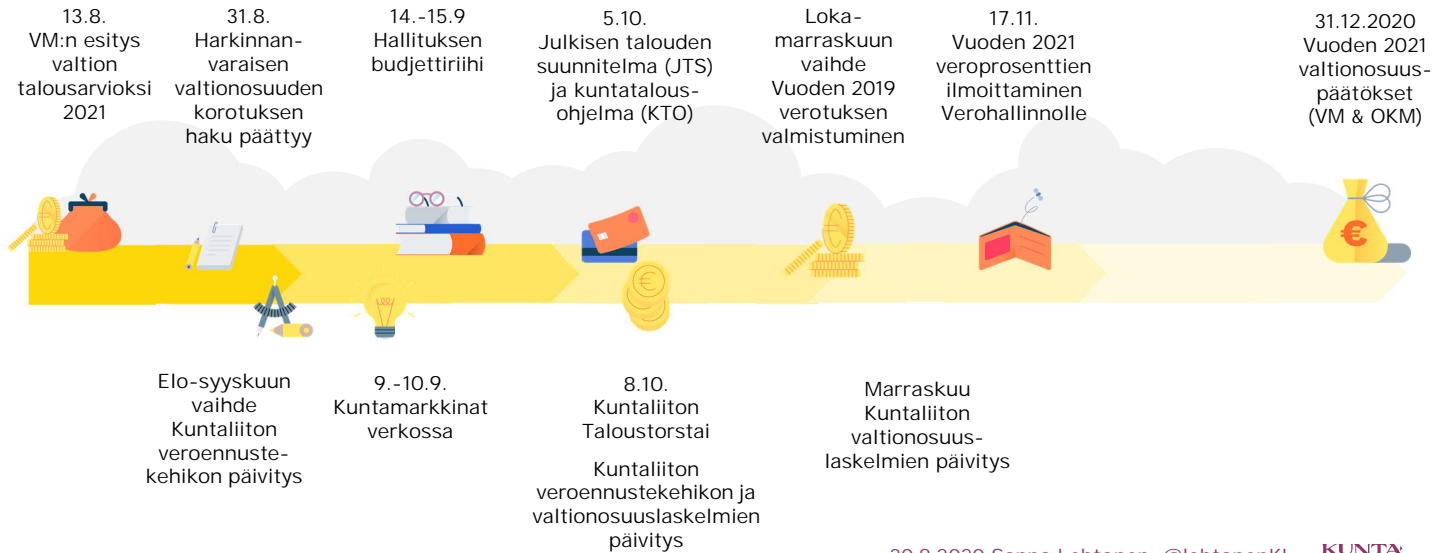 13.8.
VM:n esitys
valtion
talousarvioksi
2021
31.8.
Harkinnan-
varaisen
valtionosuuden
korotuksen
haku päättyy
14.-15.9
Hallituksen
budjettiriihi
5.10.
Julkisen talouden
suunnitelma (JTS)
ja kuntatalous-
ohjelma (KTO)
Loka-
marraskuun
vaihde
Vuoden 2019
verotuksen
valmistuminen
17.11.
Vuoden 2021
veroprosenttien
ilmoittaminen
Verohallinnolle
31.12.2020
Vuoden 2021
valtionosuus-
päätökset
(VM & OKM)
Elo-syyskuun
vaihde
Kuntaliiton
veroennuste-
kehikon päivitys
9.-10.9.
Kuntamarkkinat
verkossa
8.10.
Kuntaliiton
Taloustorstai
Kuntaliiton
veroennustekehikon ja
valtionosuuslaskelmien
päivitys
Marraskuu
Kuntaliiton
valtionosuus-
laskelmien päivitys
KUNTA